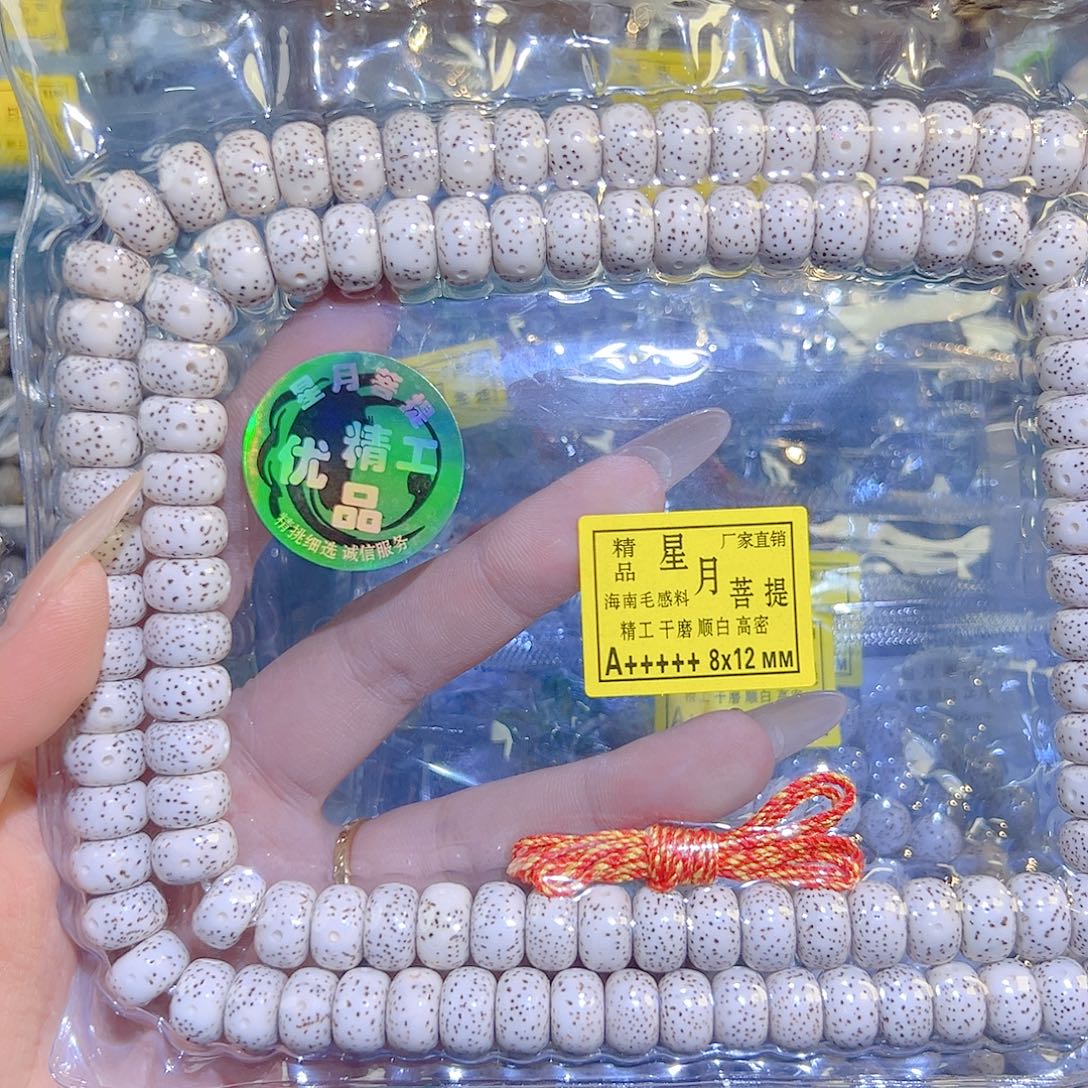 星月菩提
优精工
品
精挑细选 诚信服务
精品 星月菩提 厂家直销
海南毛感料
精工干磨 顺白高密
A+++++ 8x12 MM